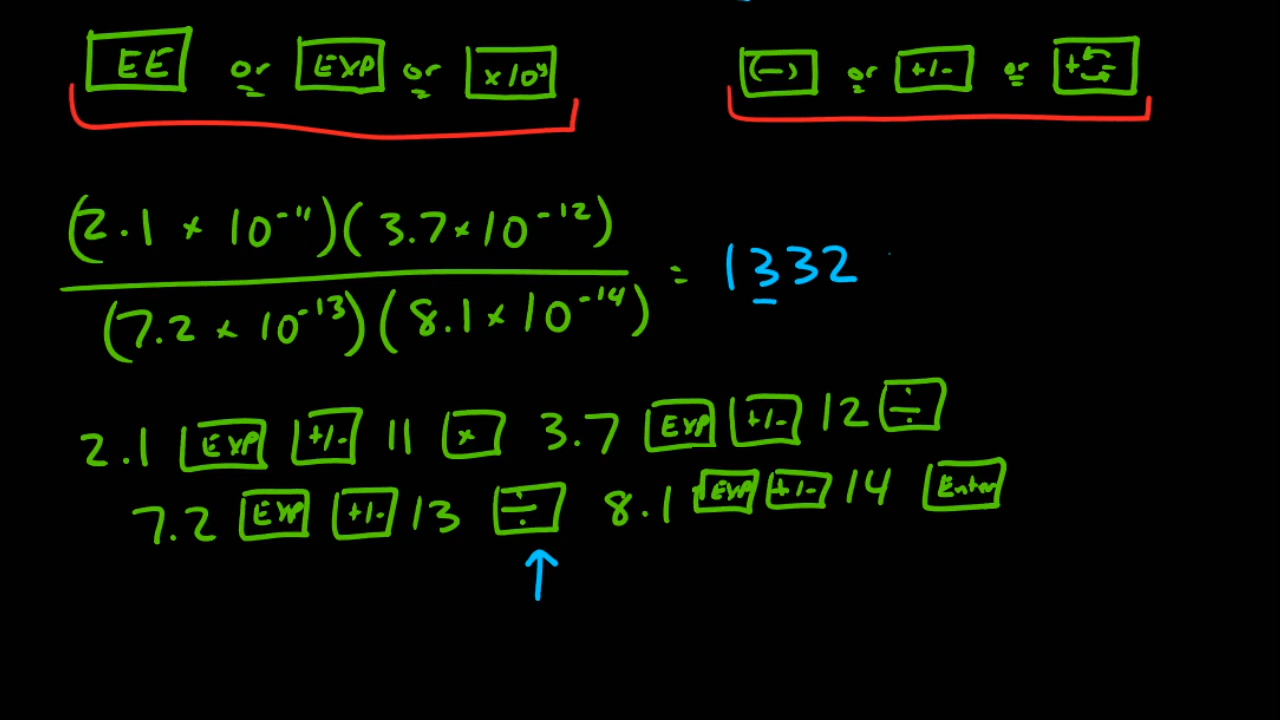 EE or EXP or x10^y (−) or +/- or +⇆-
(2.1 × 10^-11)(3.7 × 10^-12)
(7.2 × 10^-13)(8.1 × 10^-14) = 1332
2.1 EXP +/- 11 × 3.7 EXP +/- 12 ÷
7.2 EXP +/- 13 ÷ 8.1 EXP +/- 14 Enter